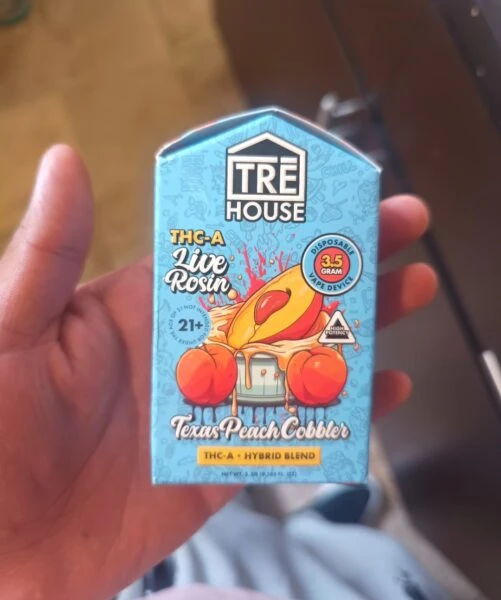 TRĒ
HOUSE
THC-A
Live
Rosin
DISPOSABLE
3.5
GRAM
VAPE DEVICE
21+
HIGH
POTENCY
Texas Peach Cobbler
THC-A • HYBRID BLEND